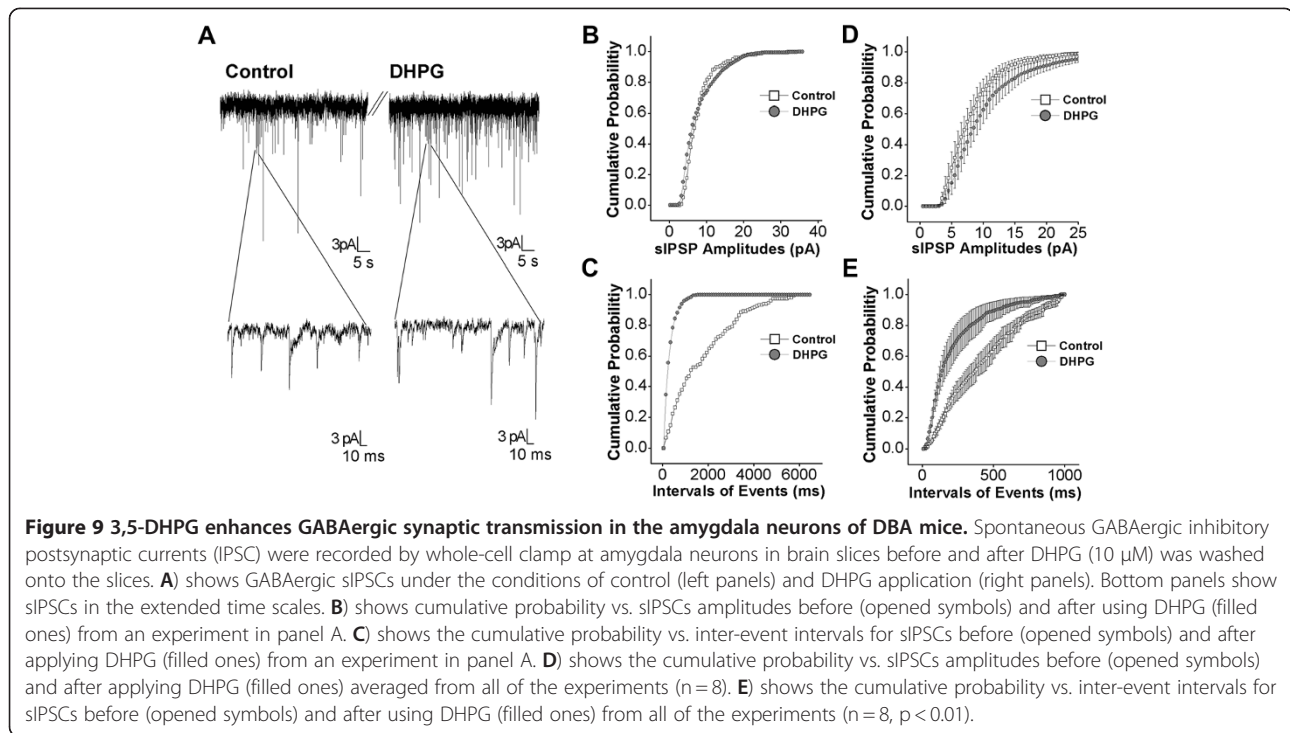 A
Control
DHPG
3pA
5 s
3pA
5 s
3 pA
10 ms
3 pA
10 ms
B
Cumulative Probabilitiy
1.0
0.8
0.6
0.4
0.2
0.0
Control
DHPG
0 10 20 30 40
sIPSP Amplitudes (pA)
D
Cumulative Probability
1.0
0.8
0.6
0.4
0.2
0.0
Control
DHPG
0 5 10 15 20 25
sIPSP Amplitudes (pA)
C
Cumulative Probabilitiy
1.0
0.8
0.6
0.4
0.2
0.0
Control
DHPG
0 2000 4000 6000
Intervals of Events (ms)
E
Cumulative Probabilitiy
1.0
0.8
0.6
0.4
0.2
0.0
Control
DHPG
0 500 1000
Intervals of Events (ms)
Figure 9 3,5-DHPG enhances GABAergic synaptic transmission in the amygdala neurons of DBA mice. Spontaneous GABAergic inhibitory
postsynaptic currents (IPSC) were recorded by whole-cell clamp at amygdala neurons in brain slices before and after DHPG (10 μM) was washed
onto the slices. A) shows GABAergic sIPSCs under the conditions of control (left panels) and DHPG application (right panels). Bottom panels show
sIPSCs in the extended time scales. B) shows cumulative probability vs. sIPSCs amplitudes before (opened symbols) and after using DHPG (filled
ones) from an experiment in panel A. C) shows the cumulative probability vs. inter-event intervals for sIPSCs before (opened symbols) and after
applying DHPG (filled ones) from an experiment in panel A. D) shows the cumulative probability vs. sIPSCs amplitudes before (opened symbols)
and after applying DHPG (filled ones) averaged from all of the experiments (n = 8). E) shows the cumulative probability vs. inter-event intervals for
sIPSCs before (opened symbols) and after using DHPG (filled ones) from all of the experiments (n = 8, p < 0.01).